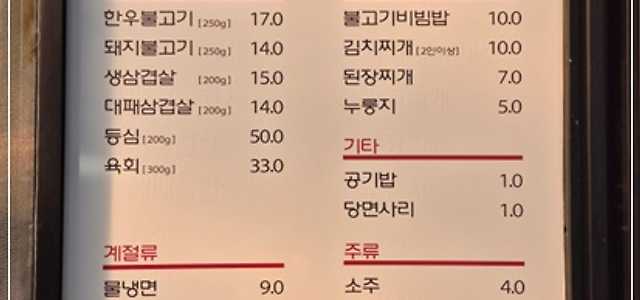 한우불고기 [250g] 17.0
돼지불고기 [250g] 14.0
생삼겹살 [200g] 15.0
대패삼겹살 [200g] 14.0
등심 [200g] 50.0
육회 [300g] 33.0
계절류
물냉면 9.0
불고기비빔밥 10.0
김치찌개 [2인이상] 10.0
된장찌개 7.0
누룽지 5.0
기타
공기밥 1.0
당면사리 1.0
주류
소주 4.0